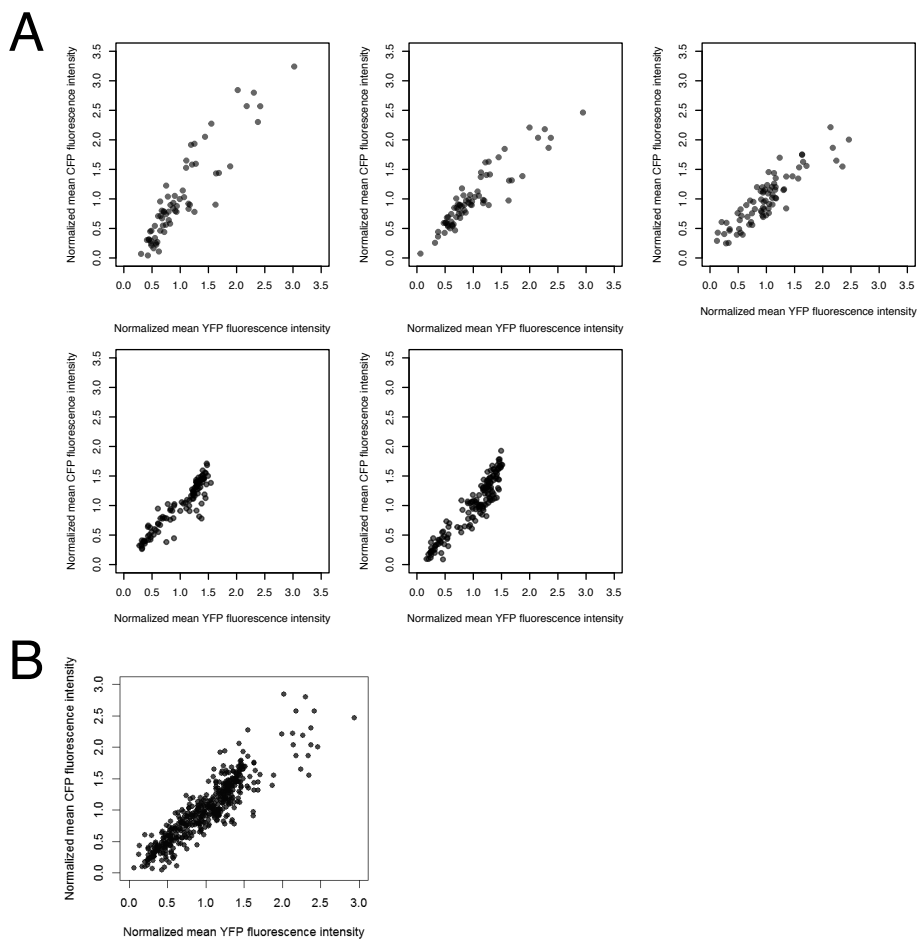 A
Normalized mean CFP fluorescence intensity
0.0 0.5 1.0 1.5 2.0 2.5 3.0 3.5
0.0 0.5 1.0 1.5 2.0 2.5 3.0 3.5
Normalized mean YFP fluorescence intensity
Normalized mean CFP fluorescence intensity
0.0 0.5 1.0 1.5 2.0 2.5 3.0 3.5
0.0 0.5 1.0 1.5 2.0 2.5 3.0 3.5
Normalized mean YFP fluorescence intensity
Normalized mean CFP fluorescence intensity
0.0 0.5 1.0 1.5 2.0 2.5 3.0 3.5
0.0 0.5 1.0 1.5 2.0 2.5 3.0 3.5
Normalized mean YFP fluorescence intensity
Normalized mean CFP fluorescence intensity
0.0 0.5 1.0 1.5 2.0 2.5 3.0 3.5
0.0 0.5 1.0 1.5 2.0 2.5 3.0 3.5
Normalized mean YFP fluorescence intensity
Normalized mean CFP fluorescence intensity
0.0 0.5 1.0 1.5 2.0 2.5 3.0 3.5
0.0 0.5 1.0 1.5 2.0 2.5 3.0 3.5
Normalized mean YFP fluorescence intensity
B
Normalized mean CFP fluorescence intensity
0.0 0.5 1.0 1.5 2.0 2.5 3.0
0.0 0.5 1.0 1.5 2.0 2.5 3.0
Normalized mean YFP fluorescence intensity